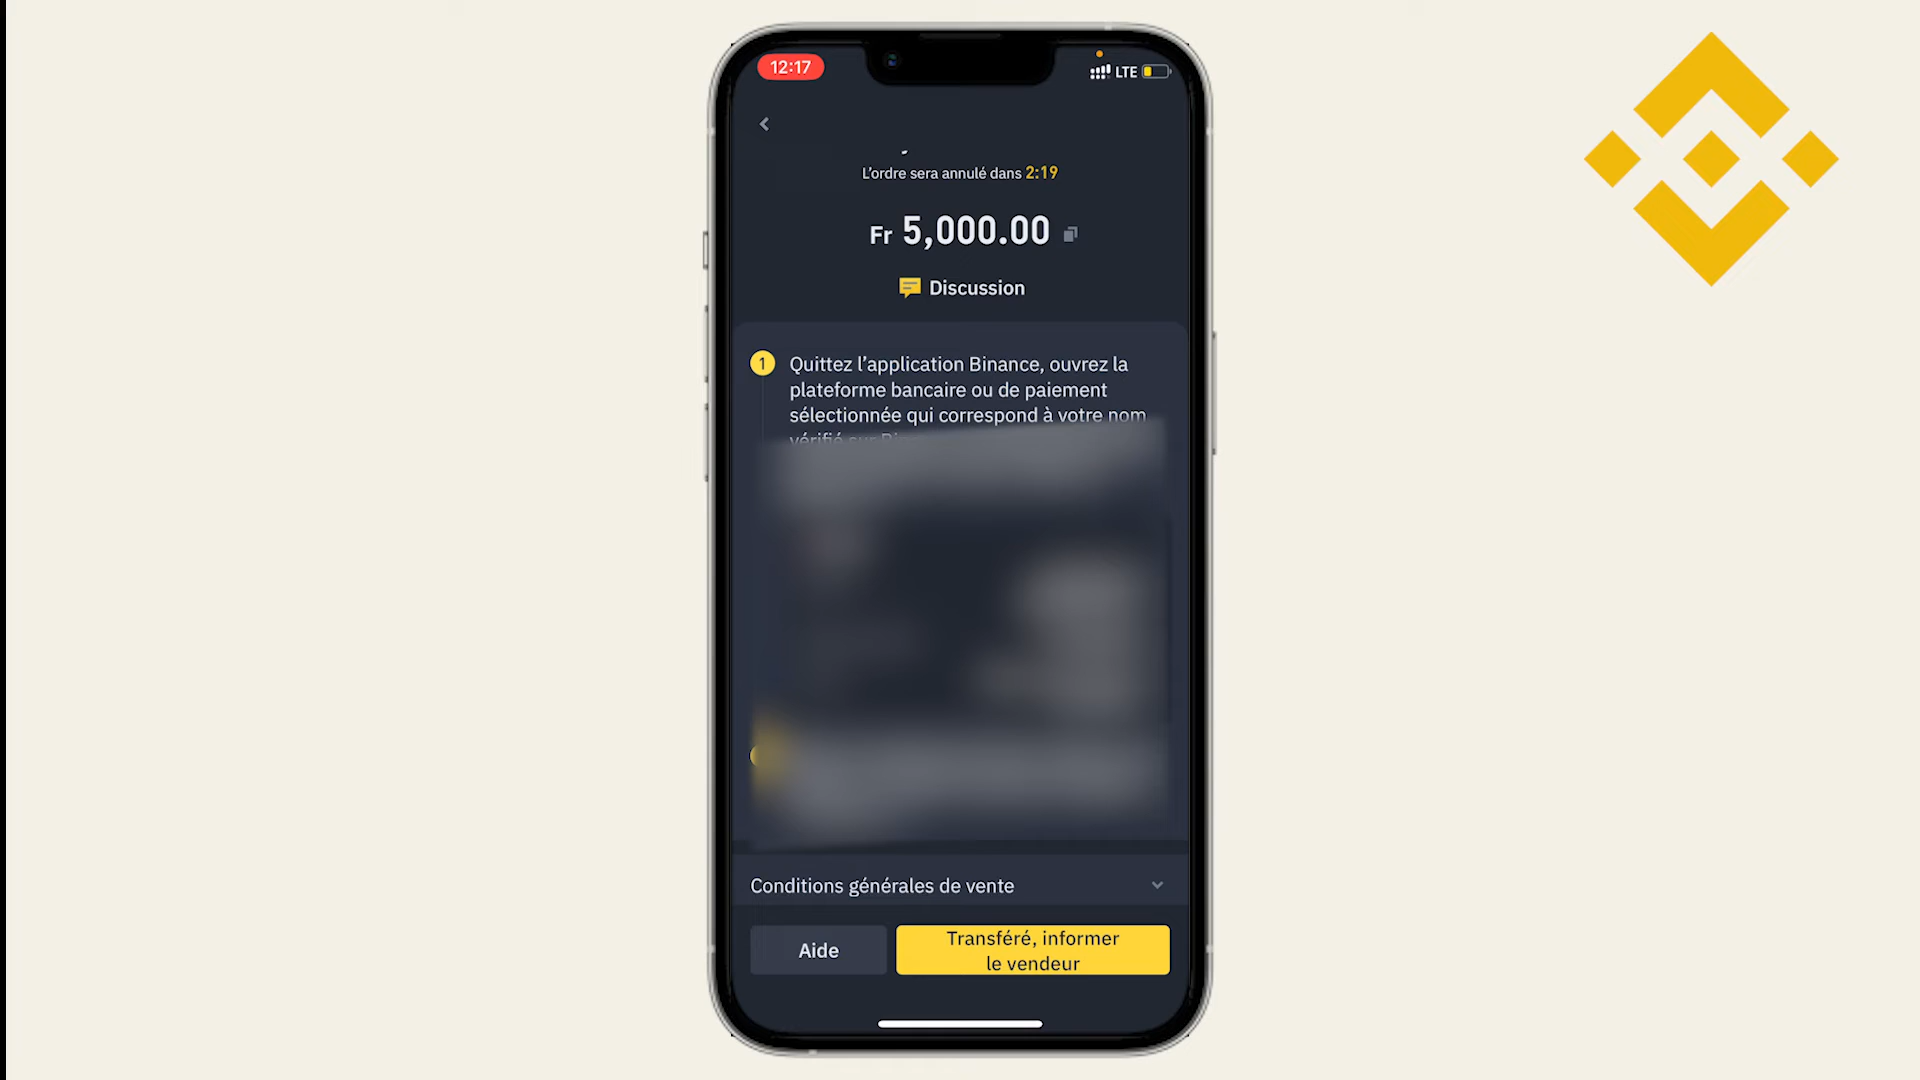 12:17
LTE
L’ordre sera annulé dans 2:19
Fr 5,000.00
Discussion
1
Quittez l’application Binance, ouvrez la
plateforme bancaire ou de paiement
sélectionnée qui correspond à votre nom
vérifié sur
Conditions générales de vente
Aide
Transféré, informer
le vendeur